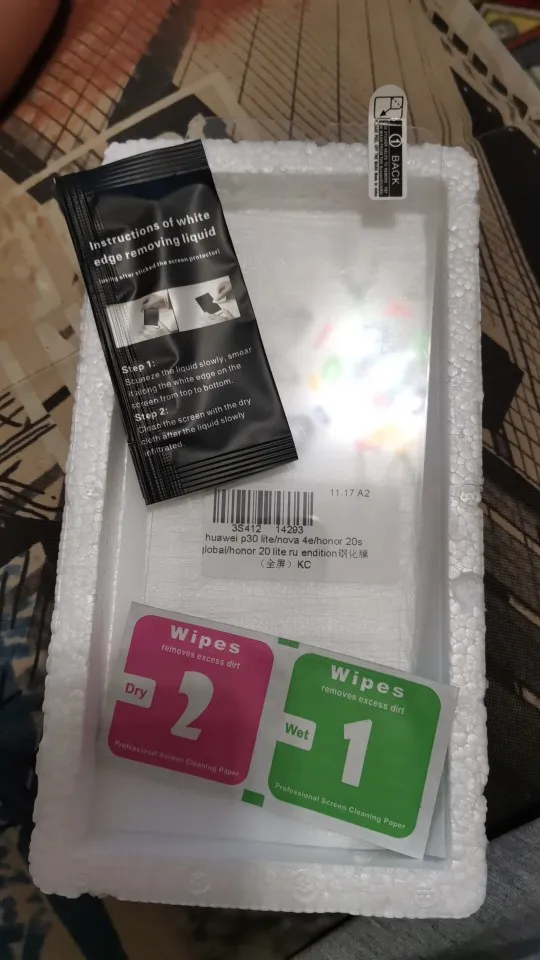 ① BACK
Instructions of white
edge removing liquid
(using after sticked the screen protector)
Step 1:
Squeeze the liquid slowly, smear
it along the white edge on the
screen from top to bottom.
Step 2:
Clean the screen with the dry
cloth after the liquid slowly
infiltrated.
11.17 A2
3S412 14293
huawei p30 lite/nova 4e/honor 20s
global/honor 20 lite ru endition钢化膜
（全屏）KC
Wipes
removes excess dirt
Dry
2
Professional Screen Cleaning Paper
Wipes
removes excess dirt
Wet
1
Professional Screen Cleaning Paper